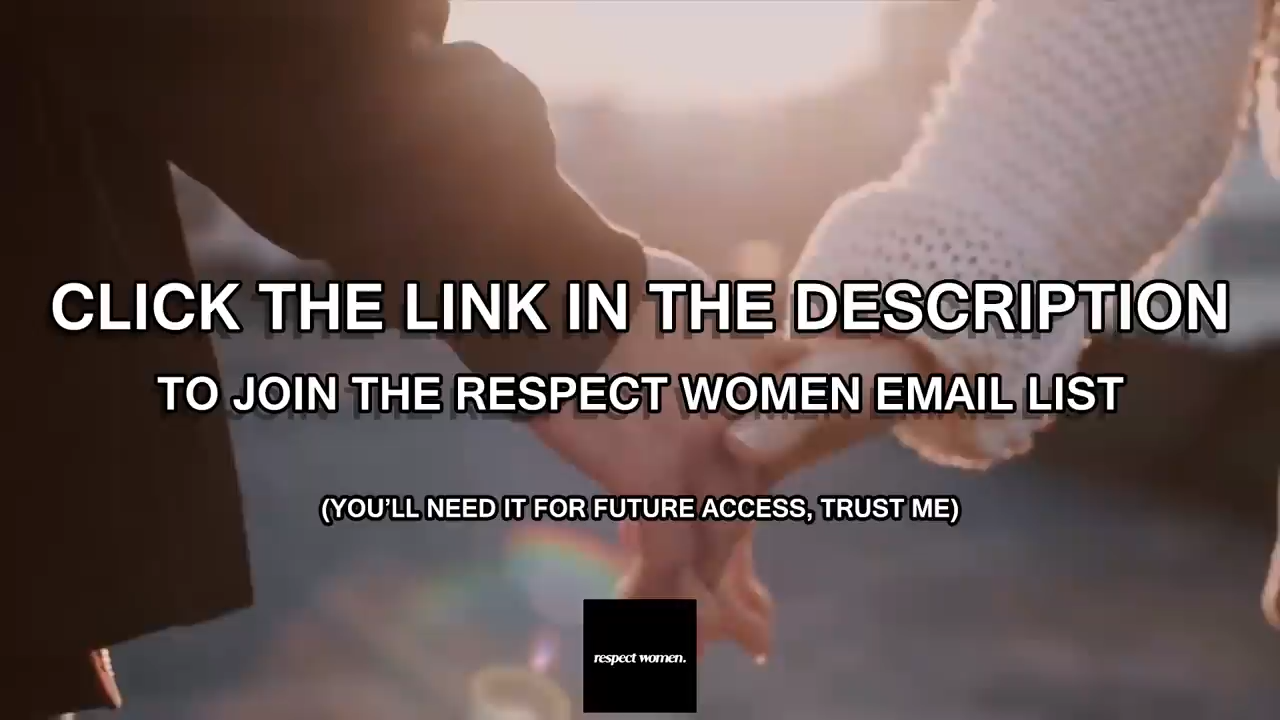 CLICK THE LINK IN THE DESCRIPTION
TO JOIN THE RESPECT WOMEN EMAIL LIST
(YOU'LL NEED IT FOR FUTURE ACCESS, TRUST ME)
respect women.